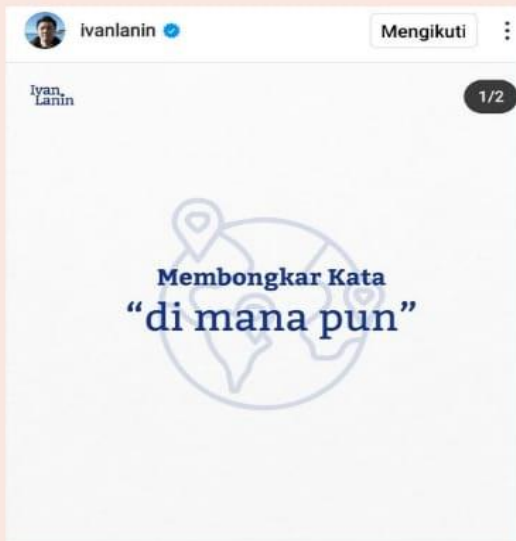 ivanlanin
Mengikuti
Ivan
Lanin
1/2
Membongkar Kata
“di mana pun”